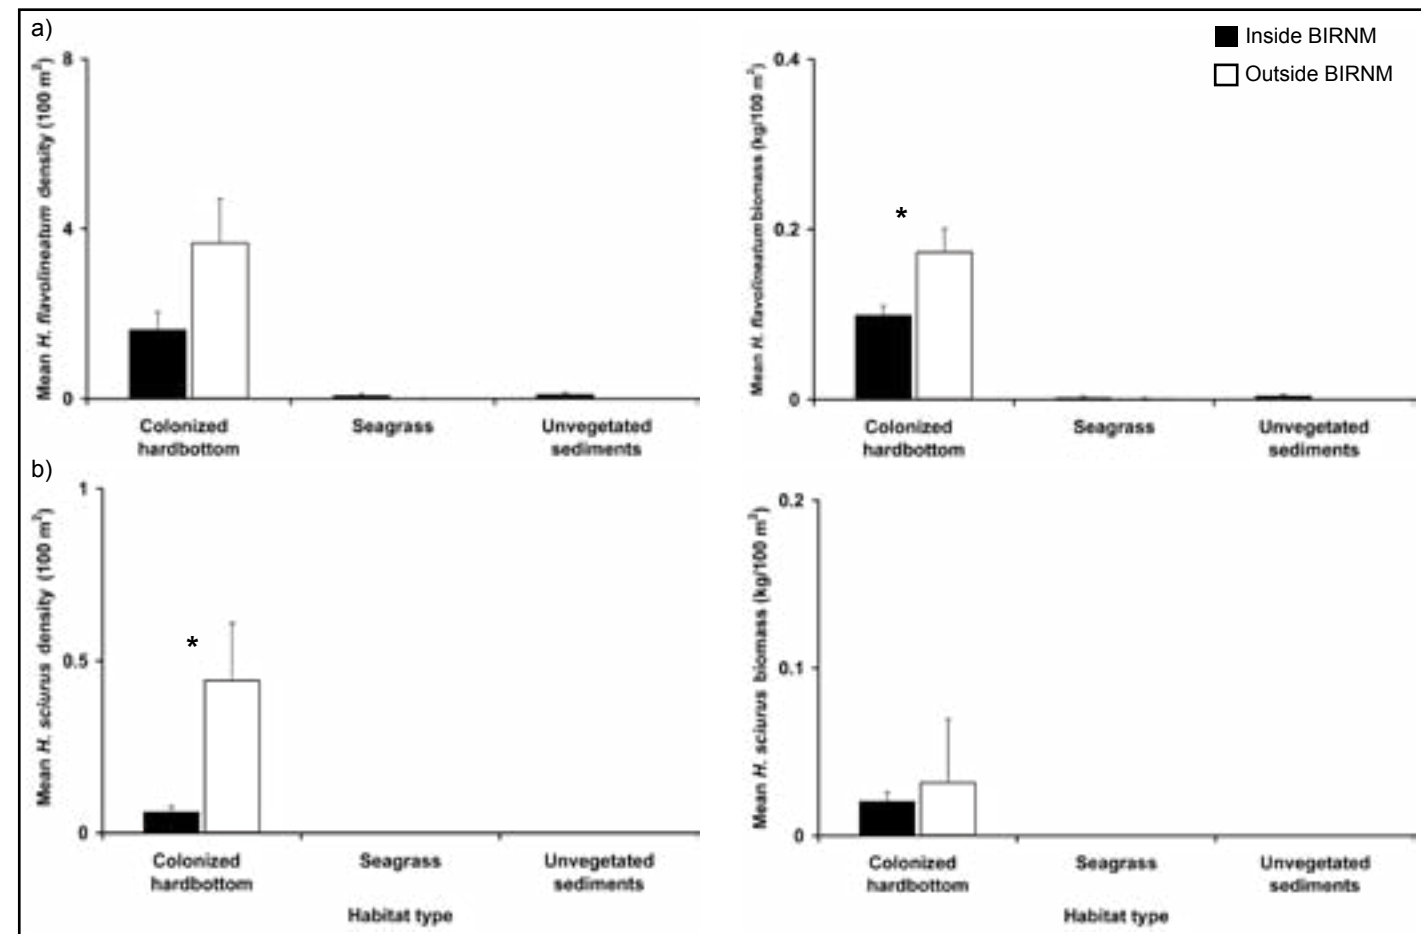 a)
Inside BIRNM
Outside BIRNM
Mean H. flavolineatum density (100 m²)
8
4
0
Colonized hardbottom
Seagrass
Unvegetated sediments
Mean H. flavolineatum biomass (kg/100 m²)
0.4
0.2
0
*
Colonized hardbottom
Seagrass
Unvegetated sediments
b)
Mean H. sciurus density (100 m²)
1
0.5
0
*
Colonized hardbottom
Seagrass
Unvegetated sediments
Habitat type
Mean H. sciurus biomass (kg/100 m²)
0.2
0.1
0
Colonized hardbottom
Seagrass
Unvegetated sediments
Habitat type